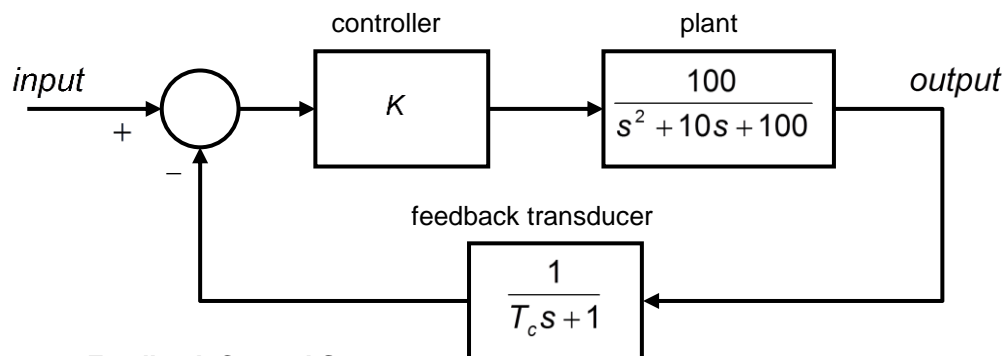 controller
plant
input
+
−
K
100
s² + 10s + 100
output
feedback transducer
1
T_c s + 1